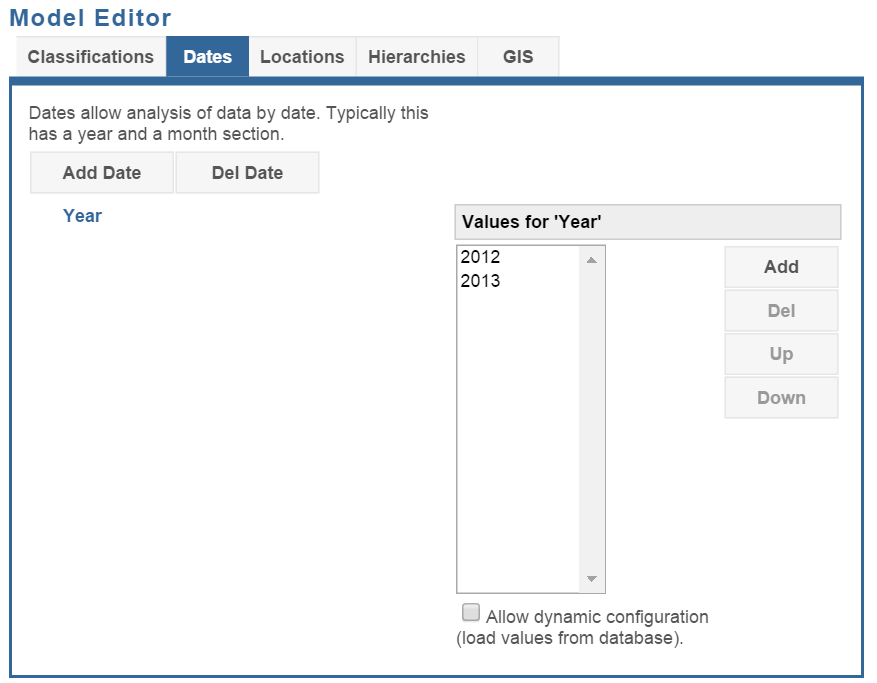 Model Editor
Classifications Dates Locations Hierarchies GIS
Dates allow analysis of data by date. Typically this
has a year and a month section.
Add Date Del Date
Year
Values for 'Year'
2012
2013
Add
Del
Up
Down
Allow dynamic configuration
(load values from database).